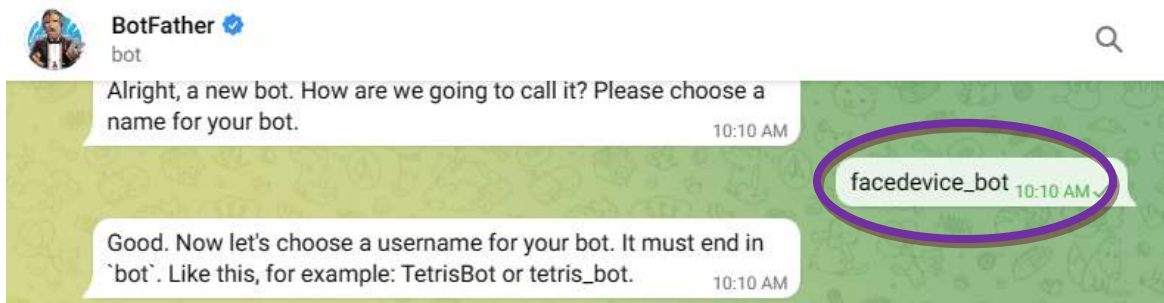 BotFather
bot
Alright, a new bot. How are we going to call it? Please choose a
name for your bot.
10:10 AM
facedevice_bot 10:10 AM
Good. Now let's choose a username for your bot. It must end in
`bot`. Like this, for example: TetrisBot or tetris_bot.
10:10 AM